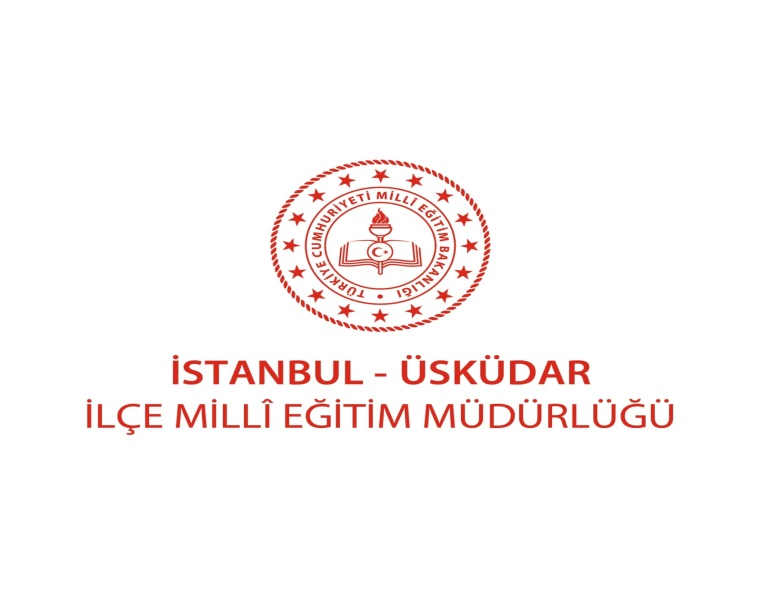 TÜRKİYE CUMHURİYETİ MİLLÎ EĞİTİM BAKANLIĞI
İSTANBUL - ÜSKÜDAR
İLÇE MİLLÎ EĞİTİM MÜDÜRLÜĞÜ